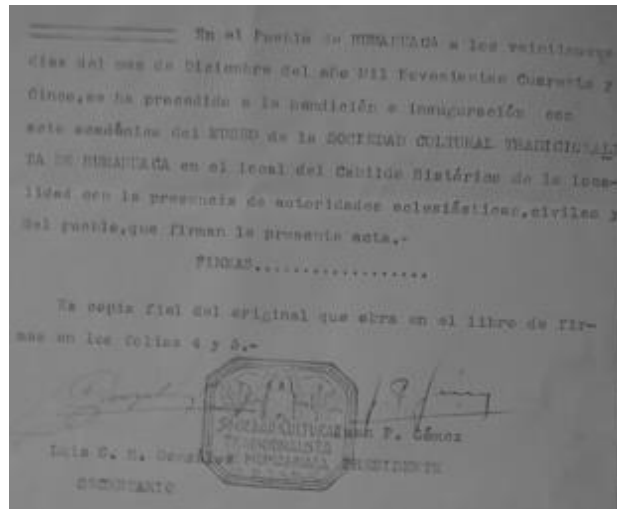 En el Pueblo de HUMAHUACA a los veintinueve
días del mes de Diciembre del año Mil Novecientos Cuarenta y
Cinco,se ha procedido a la bendición e inauguración con
acto académico del MUSEO de la SOCIEDAD CULTURAL TRADICIONALIS
TA DE HUMAHUACA en el local del Cabildo Histórico de la loca-
lidad con la presencia de autoridades eclesiásticas,civiles y
del pueblo,que firman la presente acta.-
FIRMAS...................
Es copia fiel del original que obra en el libro de fir-
mas en los folios 4 y 5.-
SOCIEDAD CULTURAL
TRADICIONALISTA
HUMAHUACA
F. Gómez
Luis C. H. González
PRESIDENTE
SECRETARIO